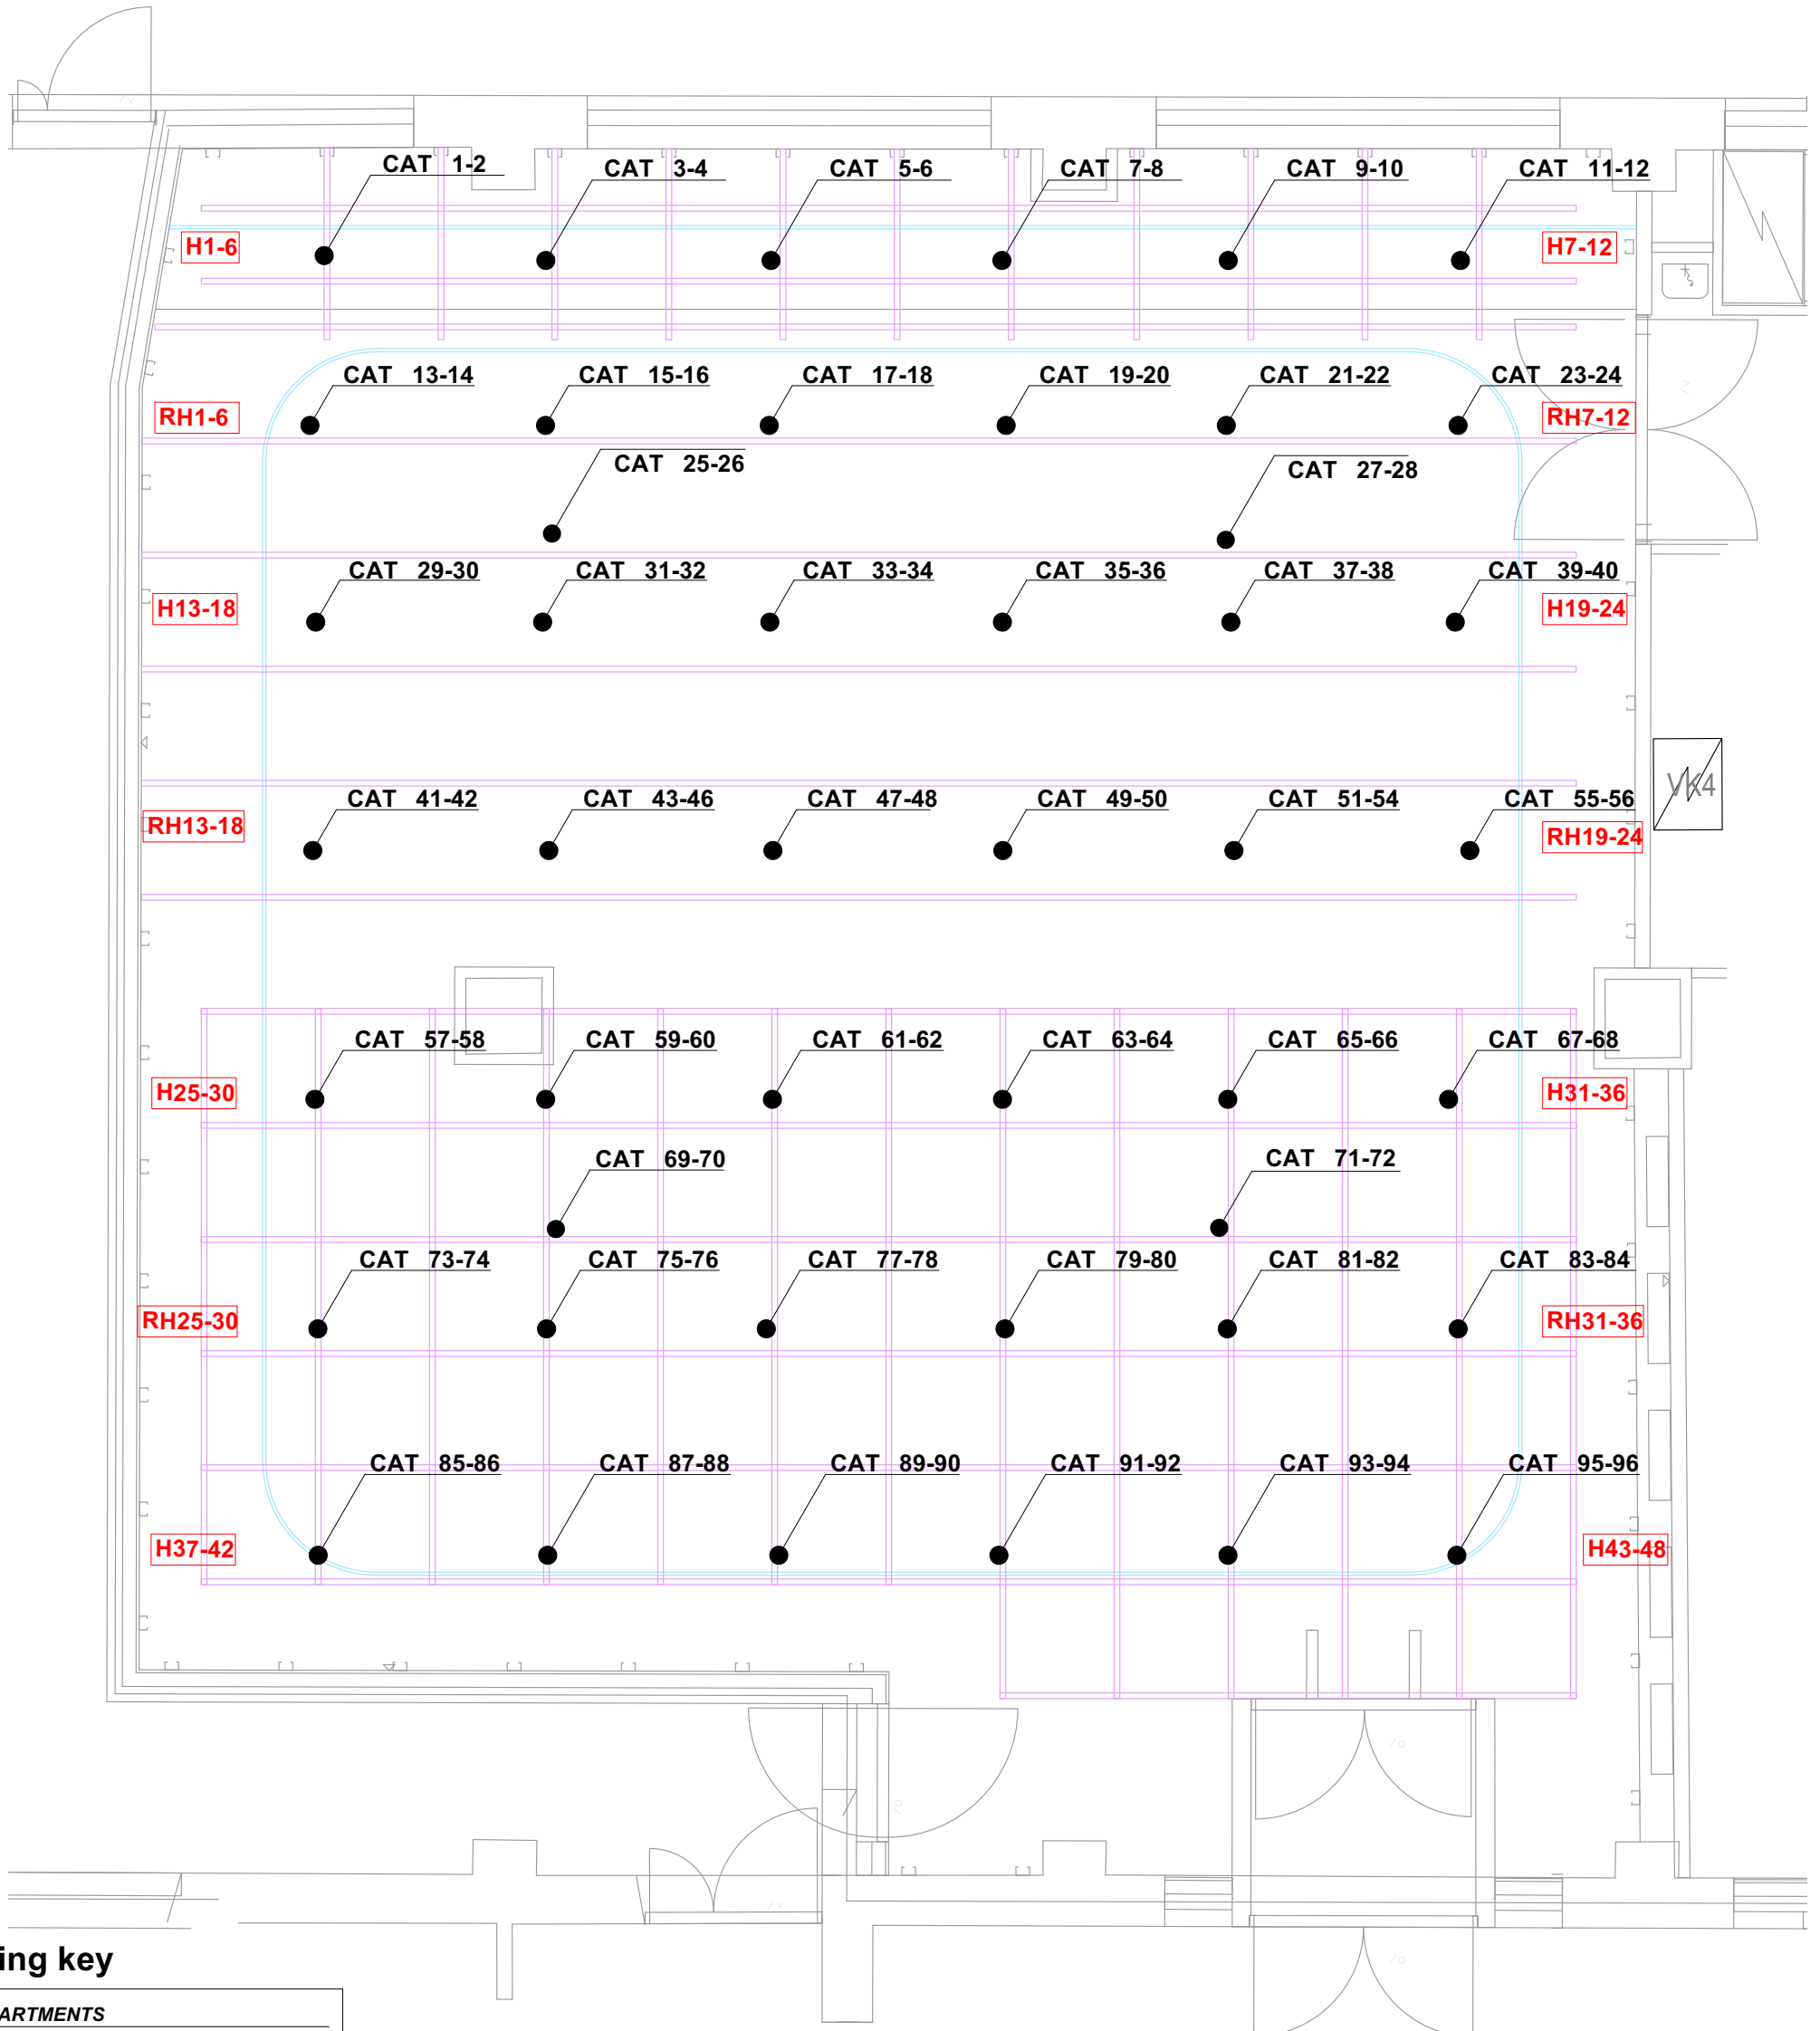 CAT 1-2
CAT 3-4
CAT 5-6
CAT 7-8
CAT 9-10
CAT 11-12
H1-6
H7-12
CAT 13-14
CAT 15-16
CAT 17-18
CAT 19-20
CAT 21-22
CAT 23-24
RH1-6
RH7-12
CAT 25-26
CAT 27-28
CAT 29-30
CAT 31-32
CAT 33-34
CAT 35-36
CAT 37-38
CAT 39-40
H13-18
H19-24
VK4
CAT 41-42
CAT 43-46
CAT 47-48
CAT 49-50
CAT 51-54
CAT 55-56
RH13-18
RH19-24
CAT 57-58
CAT 59-60
CAT 61-62
CAT 63-64
CAT 65-66
CAT 67-68
H25-30
H31-36
CAT 69-70
CAT 71-72
CAT 73-74
CAT 75-76
CAT 77-78
CAT 79-80
CAT 81-82
CAT 83-84
RH25-30
RH31-36
CAT 85-86
CAT 87-88
CAT 89-90
CAT 91-92
CAT 93-94
CAT 95-96
H37-42
H43-48
ing key
ARTMENTS